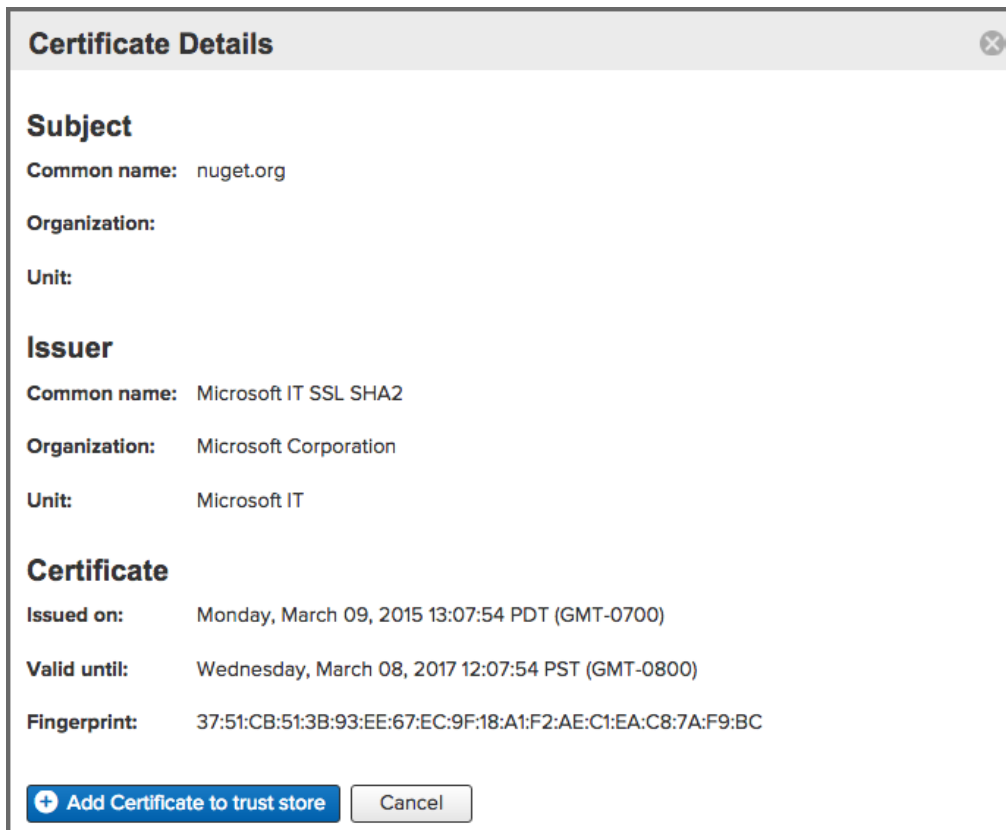 Certificate Details
Subject
Common name: nuget.org
Organization:
Unit:
Issuer
Common name: Microsoft IT SSL SHA2
Organization: Microsoft Corporation
Unit: Microsoft IT
Certificate
Issued on: Monday, March 09, 2015 13:07:54 PDT (GMT-0700)
Valid until: Wednesday, March 08, 2017 12:07:54 PST (GMT-0800)
Fingerprint: 37:51:CB:51:3B:93:EE:67:EC:9F:18:A1:F2:AE:C1:EA:C8:7A:F9:BC
Add Certificate to trust store Cancel